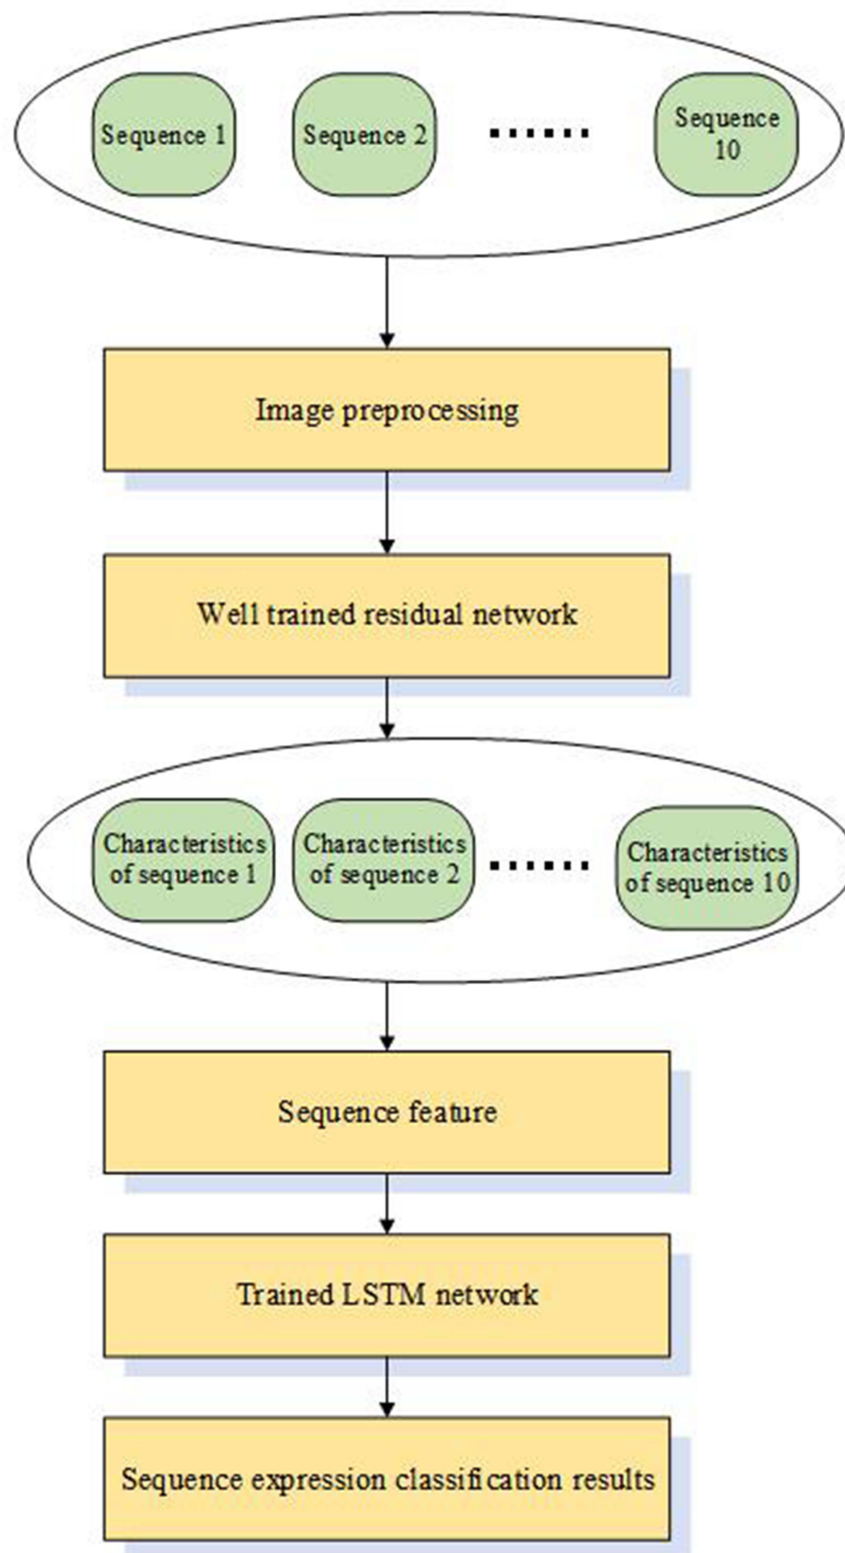 Sequence 1
Sequence 2
Sequence
10
Image preprocessing
Well trained residual network
Characteristics
of sequence 1
Characteristics
of sequence 2
Characteristics
of sequence 10
Sequence feature
Trained LSTM network
Sequence expression classification results